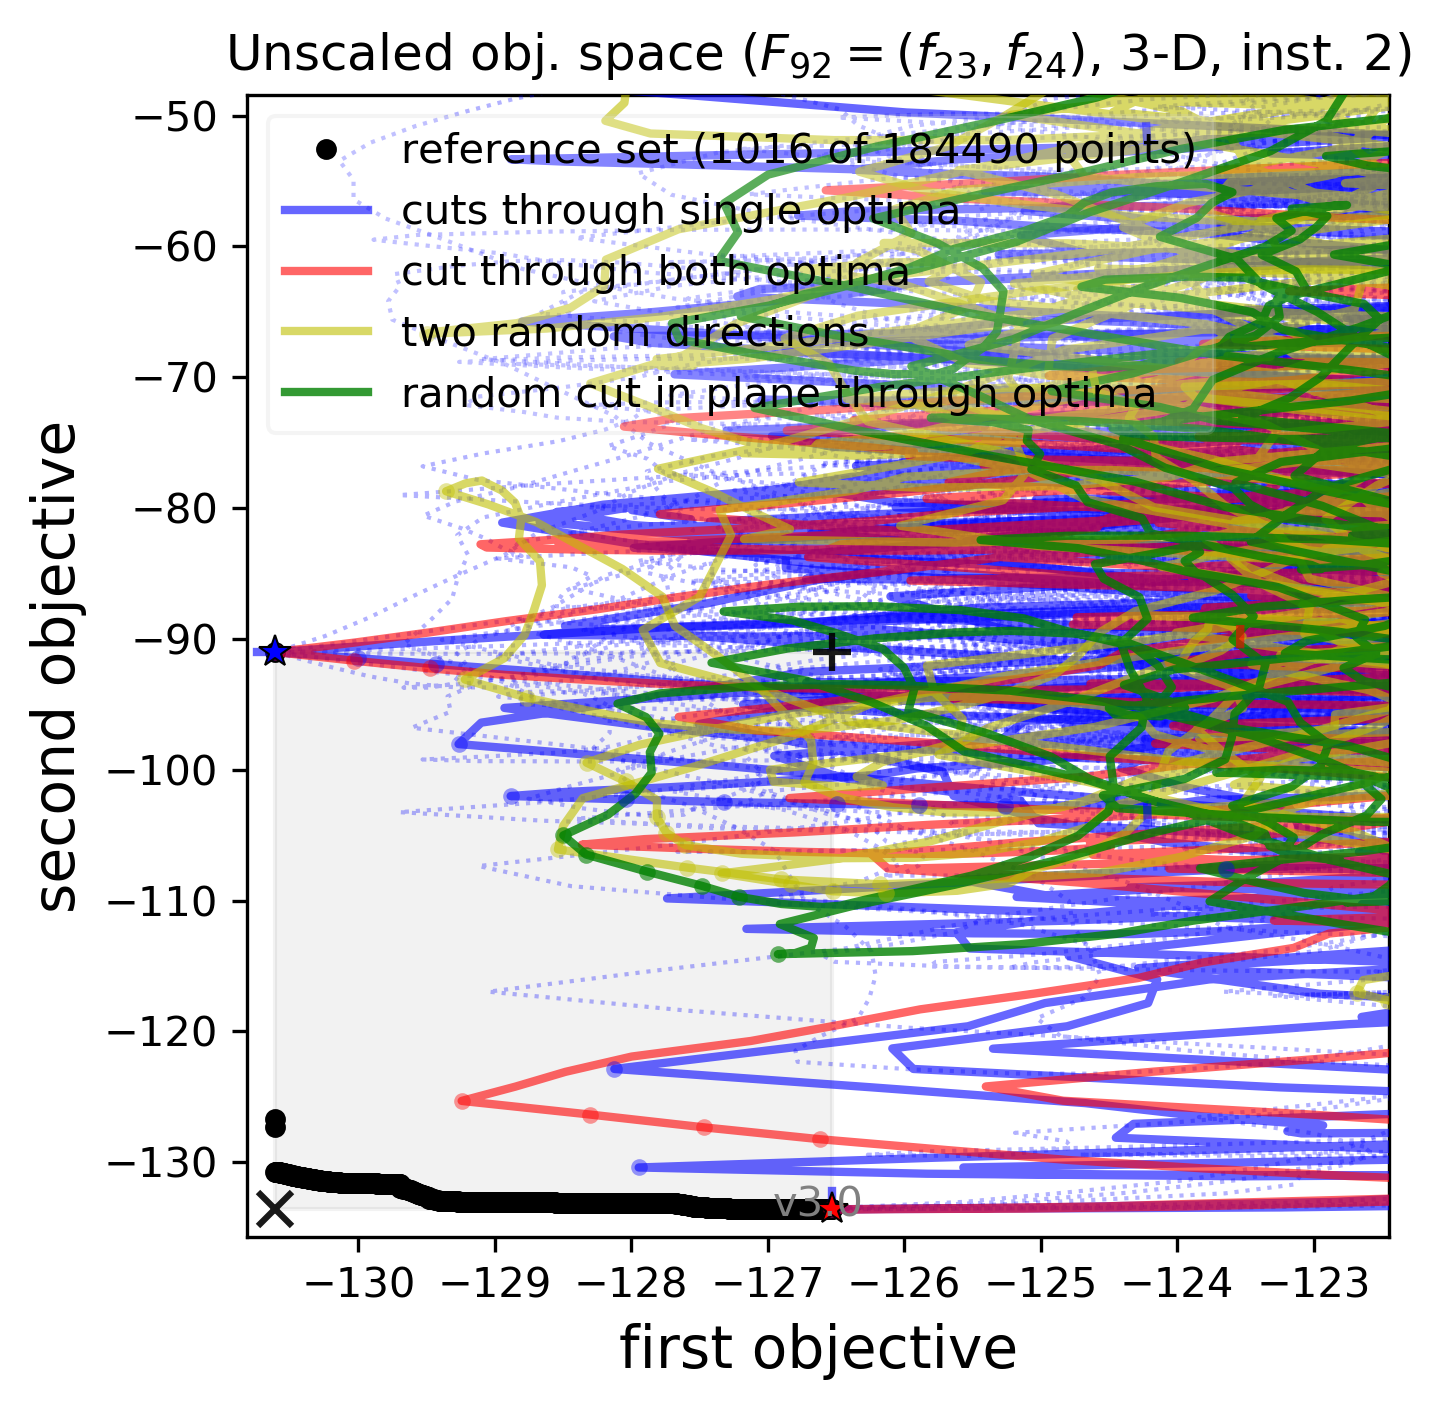 Unscaled obj. space (F₉₂ = (f₂₃, f₂₄), 3-D, inst. 2)
reference set (1016 of 184490 points)
cuts through single optima
cut through both optima
two random directions
random cut in plane through optima
second objective
−50
−60
−70
−80
−90
−100
−110
−120
−130
v3.0
−130 −129 −128 −127 −126 −125 −124 −123
first objective